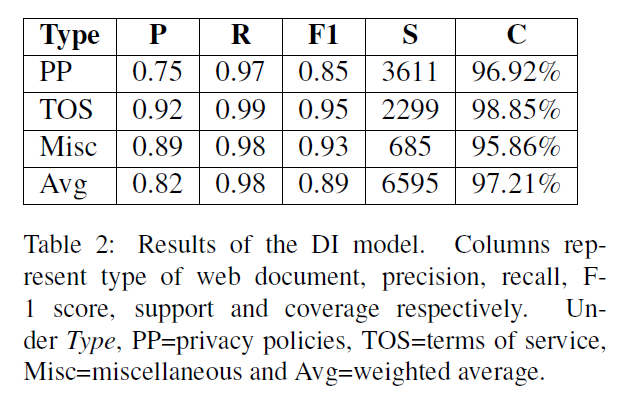 Type P R F1 S C
PP 0.75 0.97 0.85 3611 96.92%
TOS 0.92 0.99 0.95 2299 98.85%
Misc 0.89 0.98 0.93 685 95.86%
Avg 0.82 0.98 0.89 6595 97.21%
Table 2: Results of the DI model. Columns rep-
resent type of web document, precision, recall, F-
1 score, support and coverage respectively. Un-
der Type, PP=privacy policies, TOS=terms of service,
Misc=miscellaneous and Avg=weighted average.